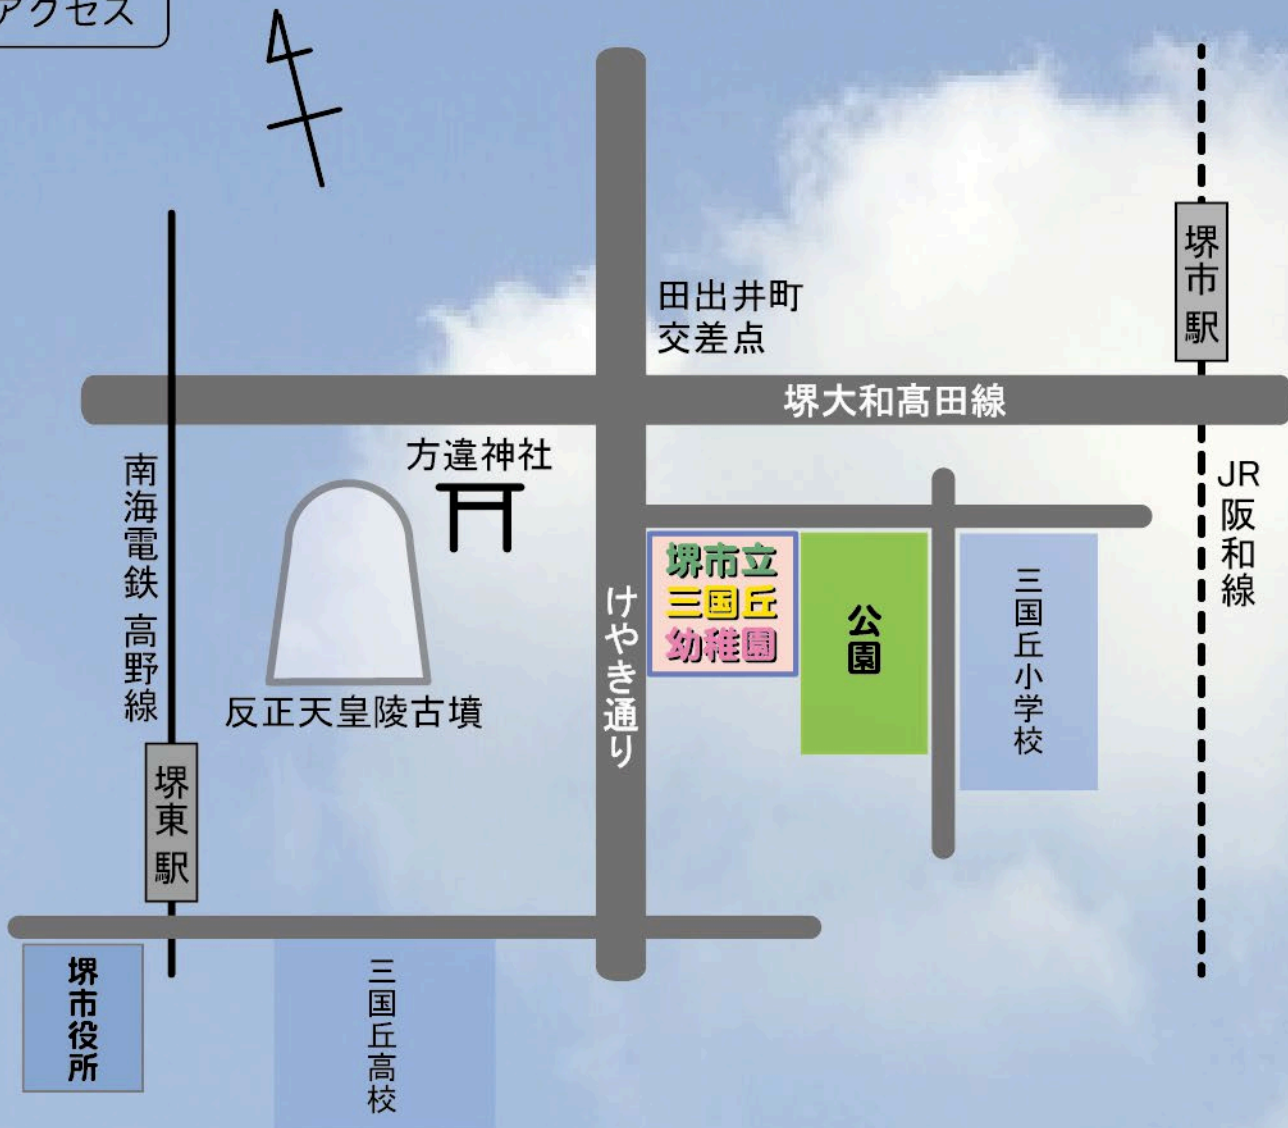 アクセス
堺市駅
田出井町
交差点
堺大和髙田線
方違神社
南海電鉄 高野線
JR阪和線
堺市立
三国丘
幼稚園
公園
三国丘小学校
けやき通り
反正天皇陵古墳
堺東駅
堺市役所
三国丘高校